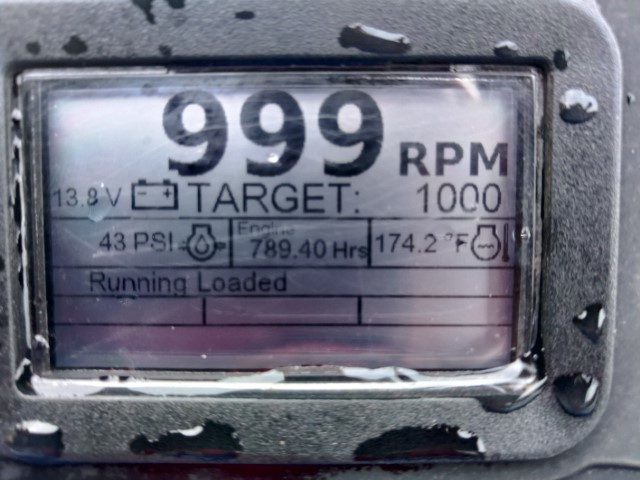 999 RPM
13.8 V TARGET: 1000
43 PSI Engine 789.40 Hrs 174.2 °F
Running Loaded